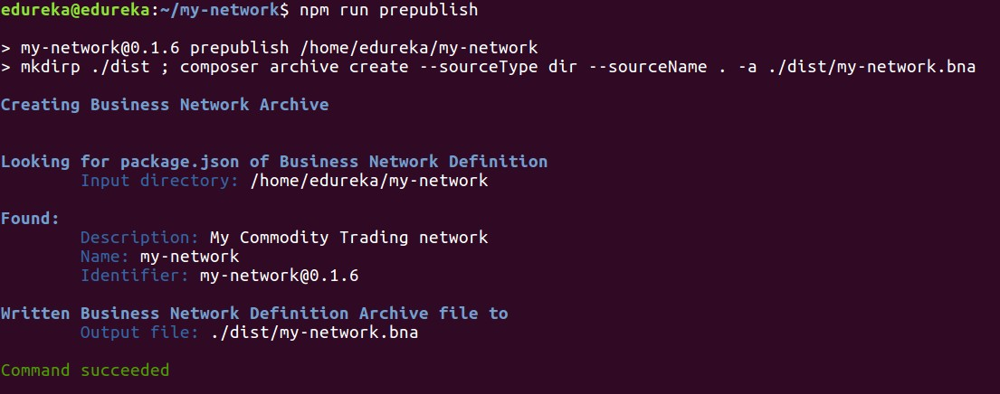 edureka@edureka:~/my-network$ npm run prepublish
> my-network@0.1.6 prepublish /home/edureka/my-network
> mkdirp ./dist ; composer archive create --sourceType dir --sourceName . -a ./dist/my-network.bna
Creating Business Network Archive
Looking for package.json of Business Network Definition
Input directory: /home/edureka/my-network
Found:
Description: My Commodity Trading network
Name: my-network
Identifier: my-network@0.1.6
Written Business Network Definition Archive file to
Output file: ./dist/my-network.bna
Command succeeded